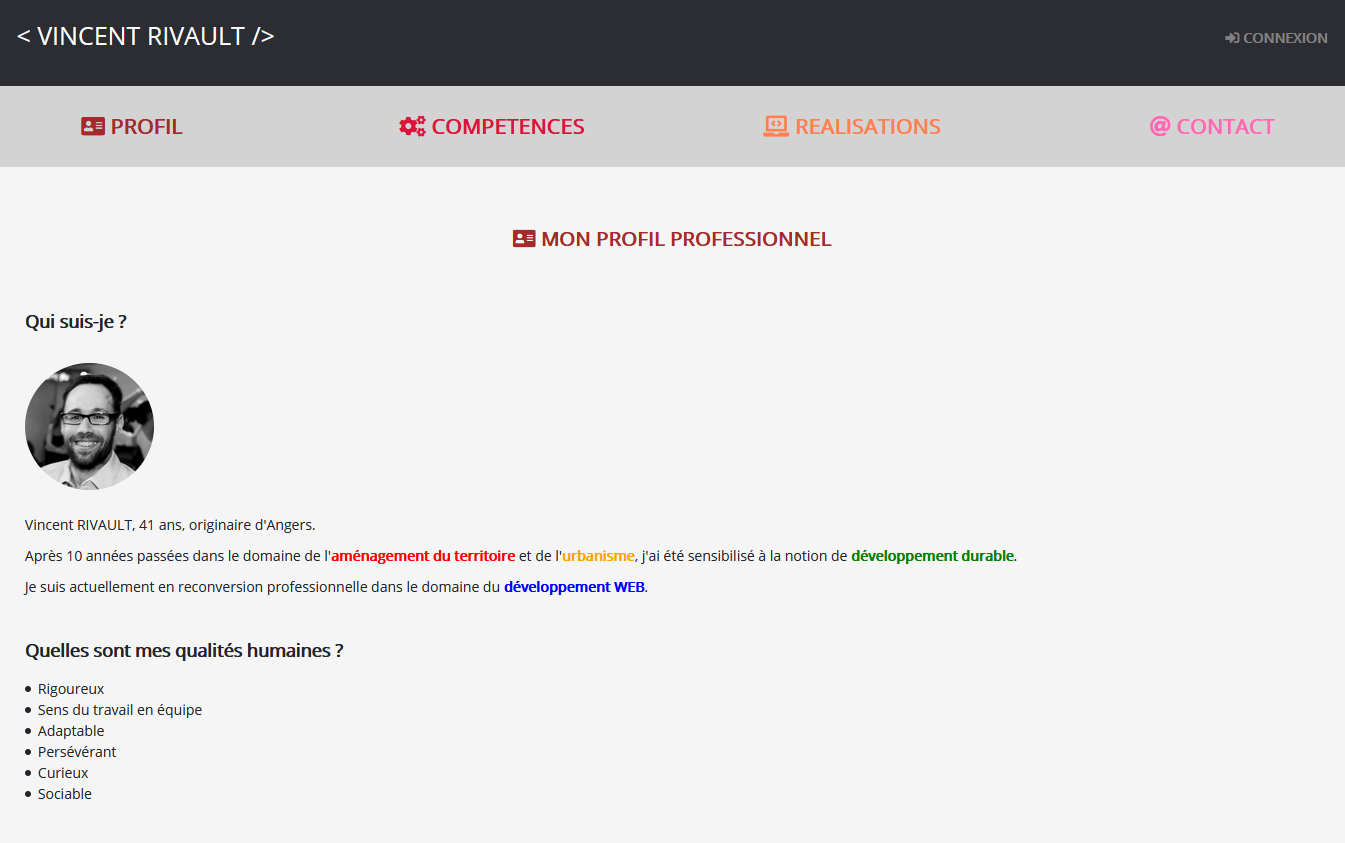 < VINCENT RIVAULT />
CONNEXION
PROFIL
COMPETENCES
REALISATIONS
@ CONTACT
MON PROFIL PROFESSIONNEL
Qui suis-je ?
Vincent RIVAULT, 41 ans, originaire d'Angers.
Après 10 années passées dans le domaine de l'aménagement du territoire et de l'urbanisme, j'ai été sensibilisé à la notion de développement durable.
Je suis actuellement en reconversion professionnelle dans le domaine du développement WEB.
Quelles sont mes qualités humaines ?
• Rigoureux
• Sens du travail en équipe
• Adaptable
• Persévérant
• Curieux
• Sociable